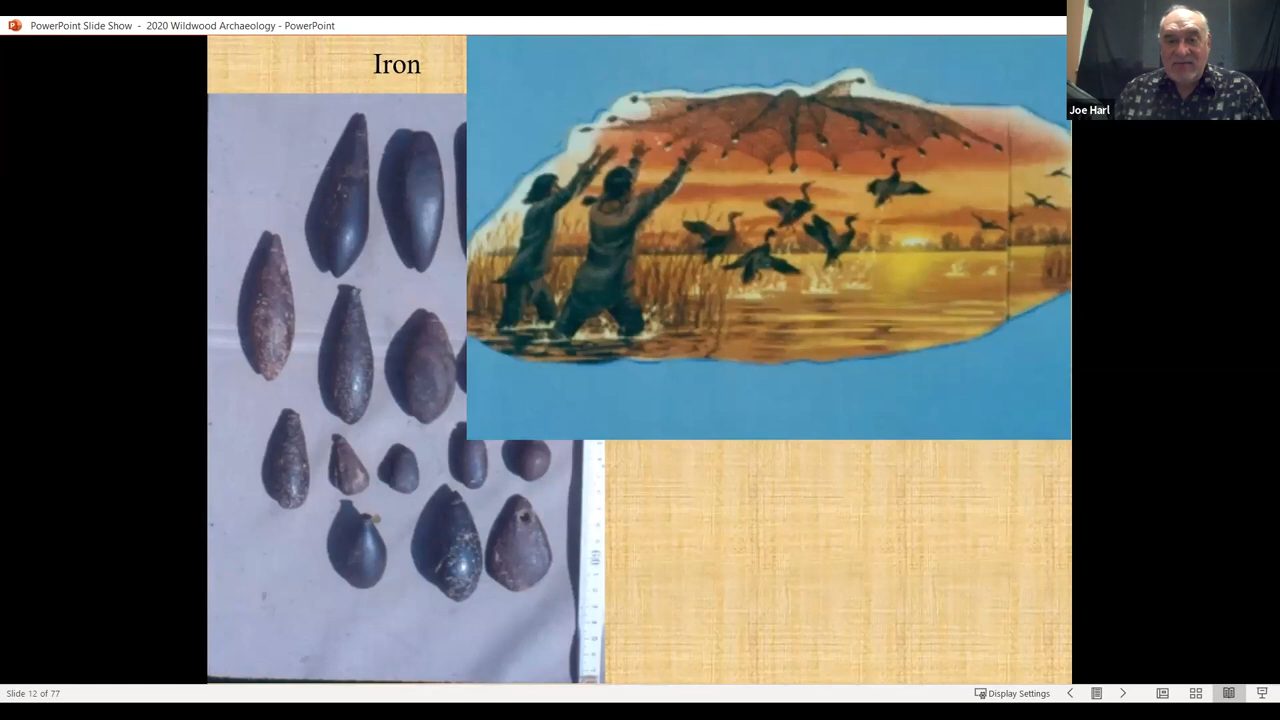 PowerPoint Slide Show - 2020 Wildwood Archaeology - PowerPoint
Iron
Joe Harl
Slide 12 of 77
Display Settings